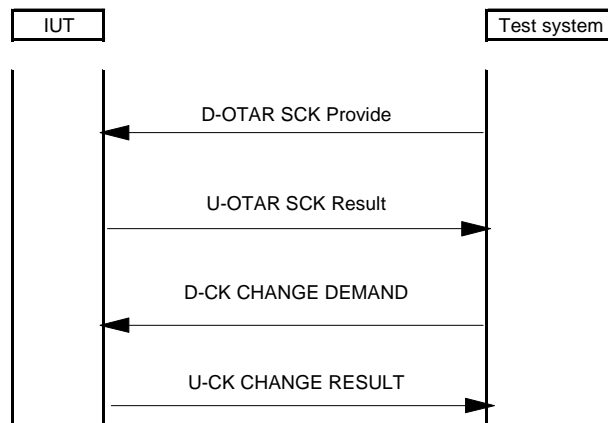 IUT
Test system
D-OTAR SCK Provide
U-OTAR SCK Result
D-CK CHANGE DEMAND
U-CK CHANGE RESULT